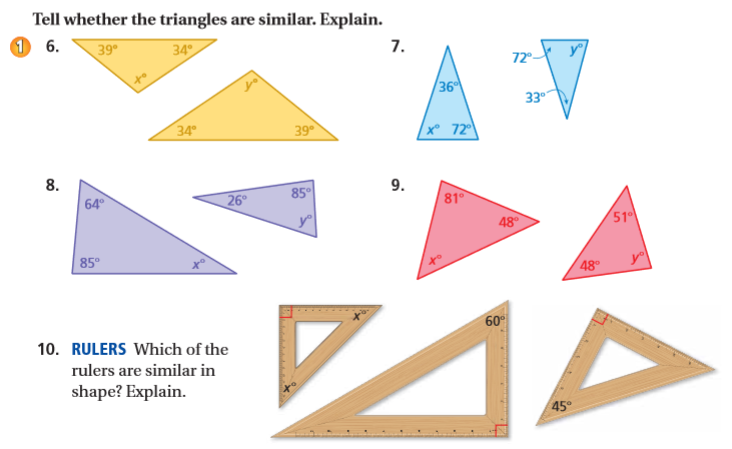 Tell whether the triangles are similar. Explain.
1 6.
39° 34°
x°
y°
34° 39°
7.
36°
x° 72°
72° y°
33°
8.
64°
85° x°
26° 85°
y°
9.
81°
48°
x°
51°
48° y°
10. RULERS Which of the
rulers are similar in
shape? Explain.
x°
x°
60°
45°